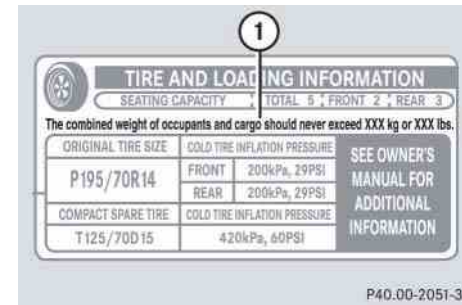 1
TIRE AND LOADING INFORMATION
SEATING CAPACITY TOTAL 5 FRONT 2 REAR 3
The combined weight of occupants and cargo should never exceed XXX kg or XXX lbs.
ORIGINAL TIRE SIZE COLD TIRE INFLATION PRESSURE
P195/70R14 FRONT 200kPa, 29PSI
REAR 200kPa, 29PSI
COMPACT SPARE TIRE COLD TIRE INFLATION PRESSURE
T125/70D15 420kPa, 60PSI
SEE OWNER'S
MANUAL FOR
ADDITIONAL
INFORMATION
P40.00-2051-3